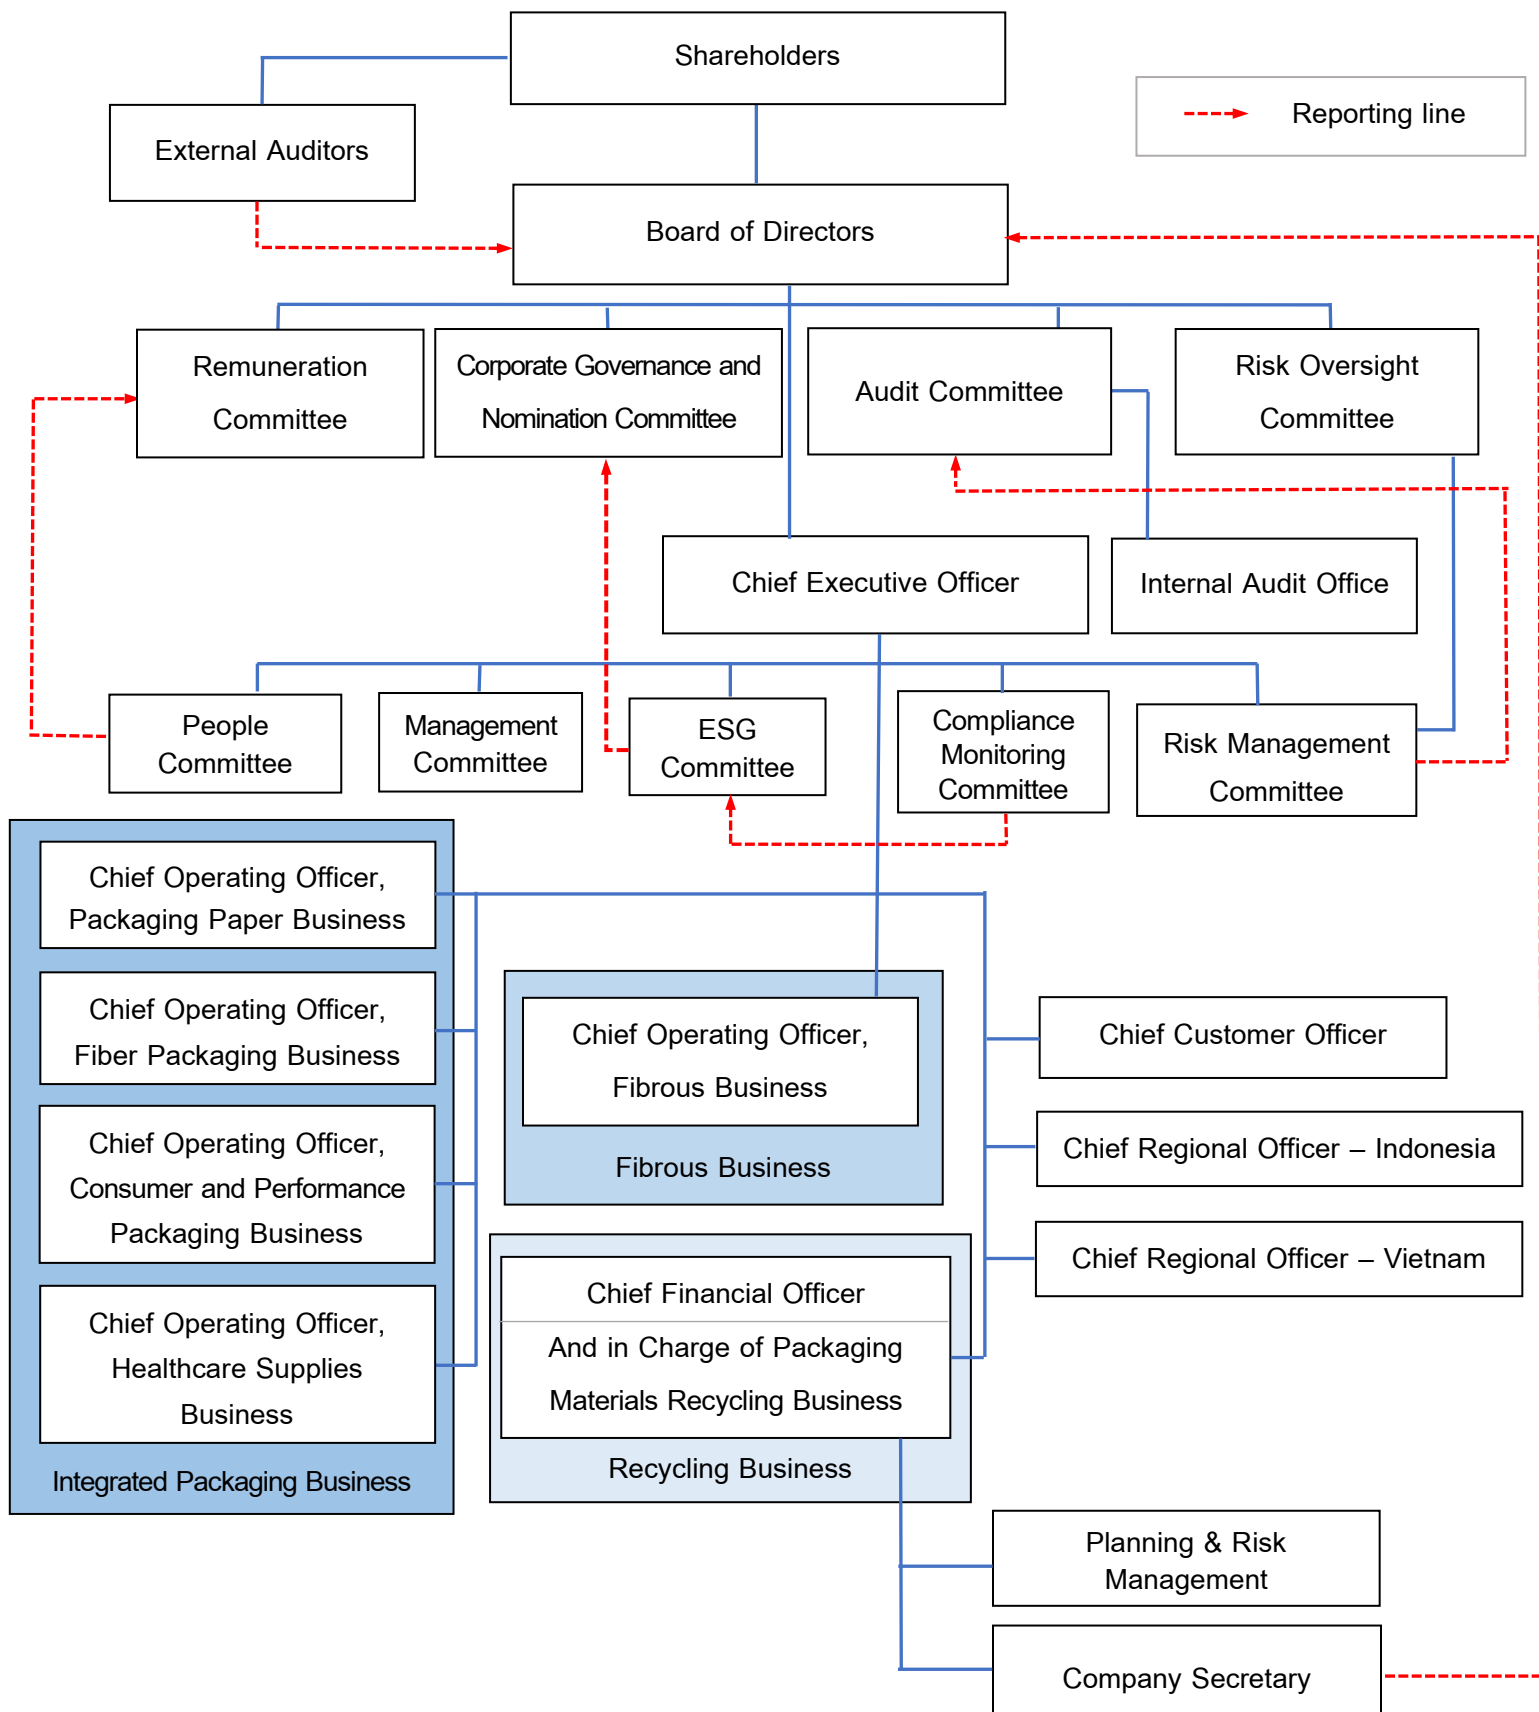 Shareholders
Reporting line
External Auditors
Board of Directors
Remuneration
Committee
Corporate Governance and
Nomination Committee
Audit Committee
Risk Oversight
Committee
Chief Executive Officer
Internal Audit Office
People
Committee
Management
Committee
ESG
Committee
Compliance
Monitoring
Committee
Risk Management
Committee
Chief Operating Officer,
Packaging Paper Business
Chief Operating Officer,
Fiber Packaging Business
Chief Operating Officer,
Consumer and Performance
Packaging Business
Chief Operating Officer,
Healthcare Supplies
Business
Integrated Packaging Business
Chief Operating Officer,
Fibrous Business
Fibrous Business
Chief Financial Officer
And in Charge of Packaging
Materials Recycling Business
Recycling Business
Chief Customer Officer
Chief Regional Officer – Indonesia
Chief Regional Officer – Vietnam
Planning & Risk
Management
Company Secretary